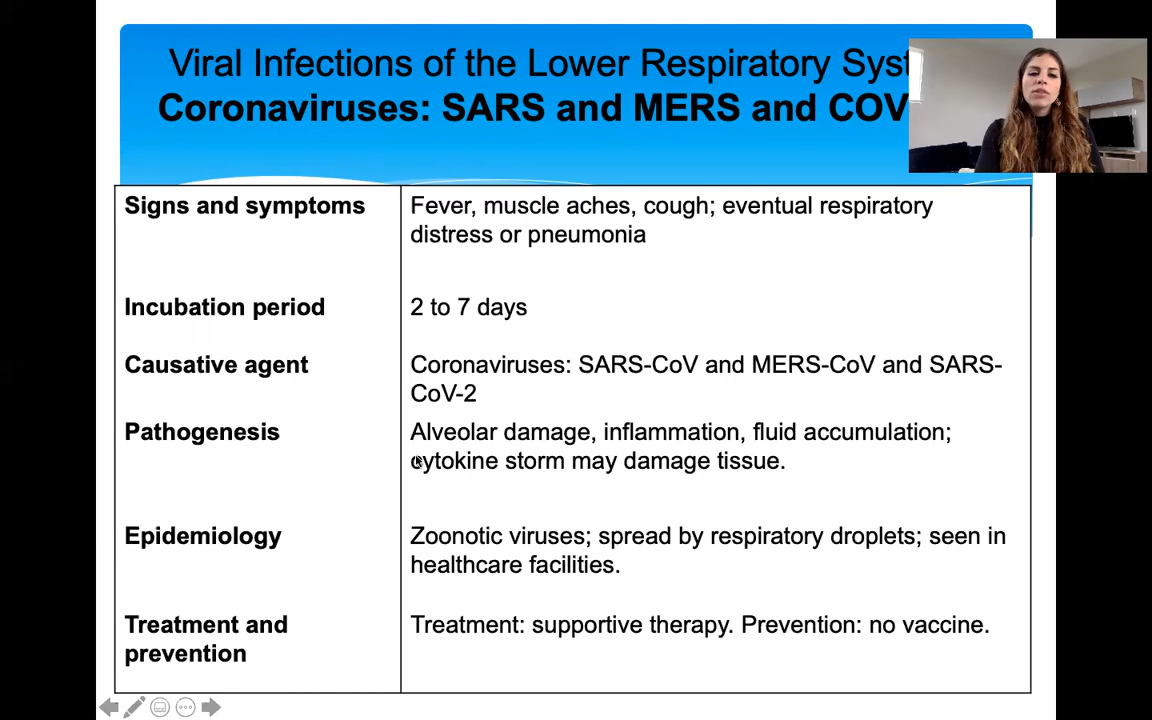 Viral Infections of the Lower Respiratory Syst
Coronaviruses: SARS and MERS and COV
Signs and symptoms
Fever, muscle aches, cough; eventual respiratory
distress or pneumonia
Incubation period
2 to 7 days
Causative agent
Coronaviruses: SARS-CoV and MERS-CoV and SARS-
CoV-2
Pathogenesis
Alveolar damage, inflammation, fluid accumulation;
cytokine storm may damage tissue.
Epidemiology
Zoonotic viruses; spread by respiratory droplets; seen in
healthcare facilities.
Treatment and
prevention
Treatment: supportive therapy. Prevention: no vaccine.